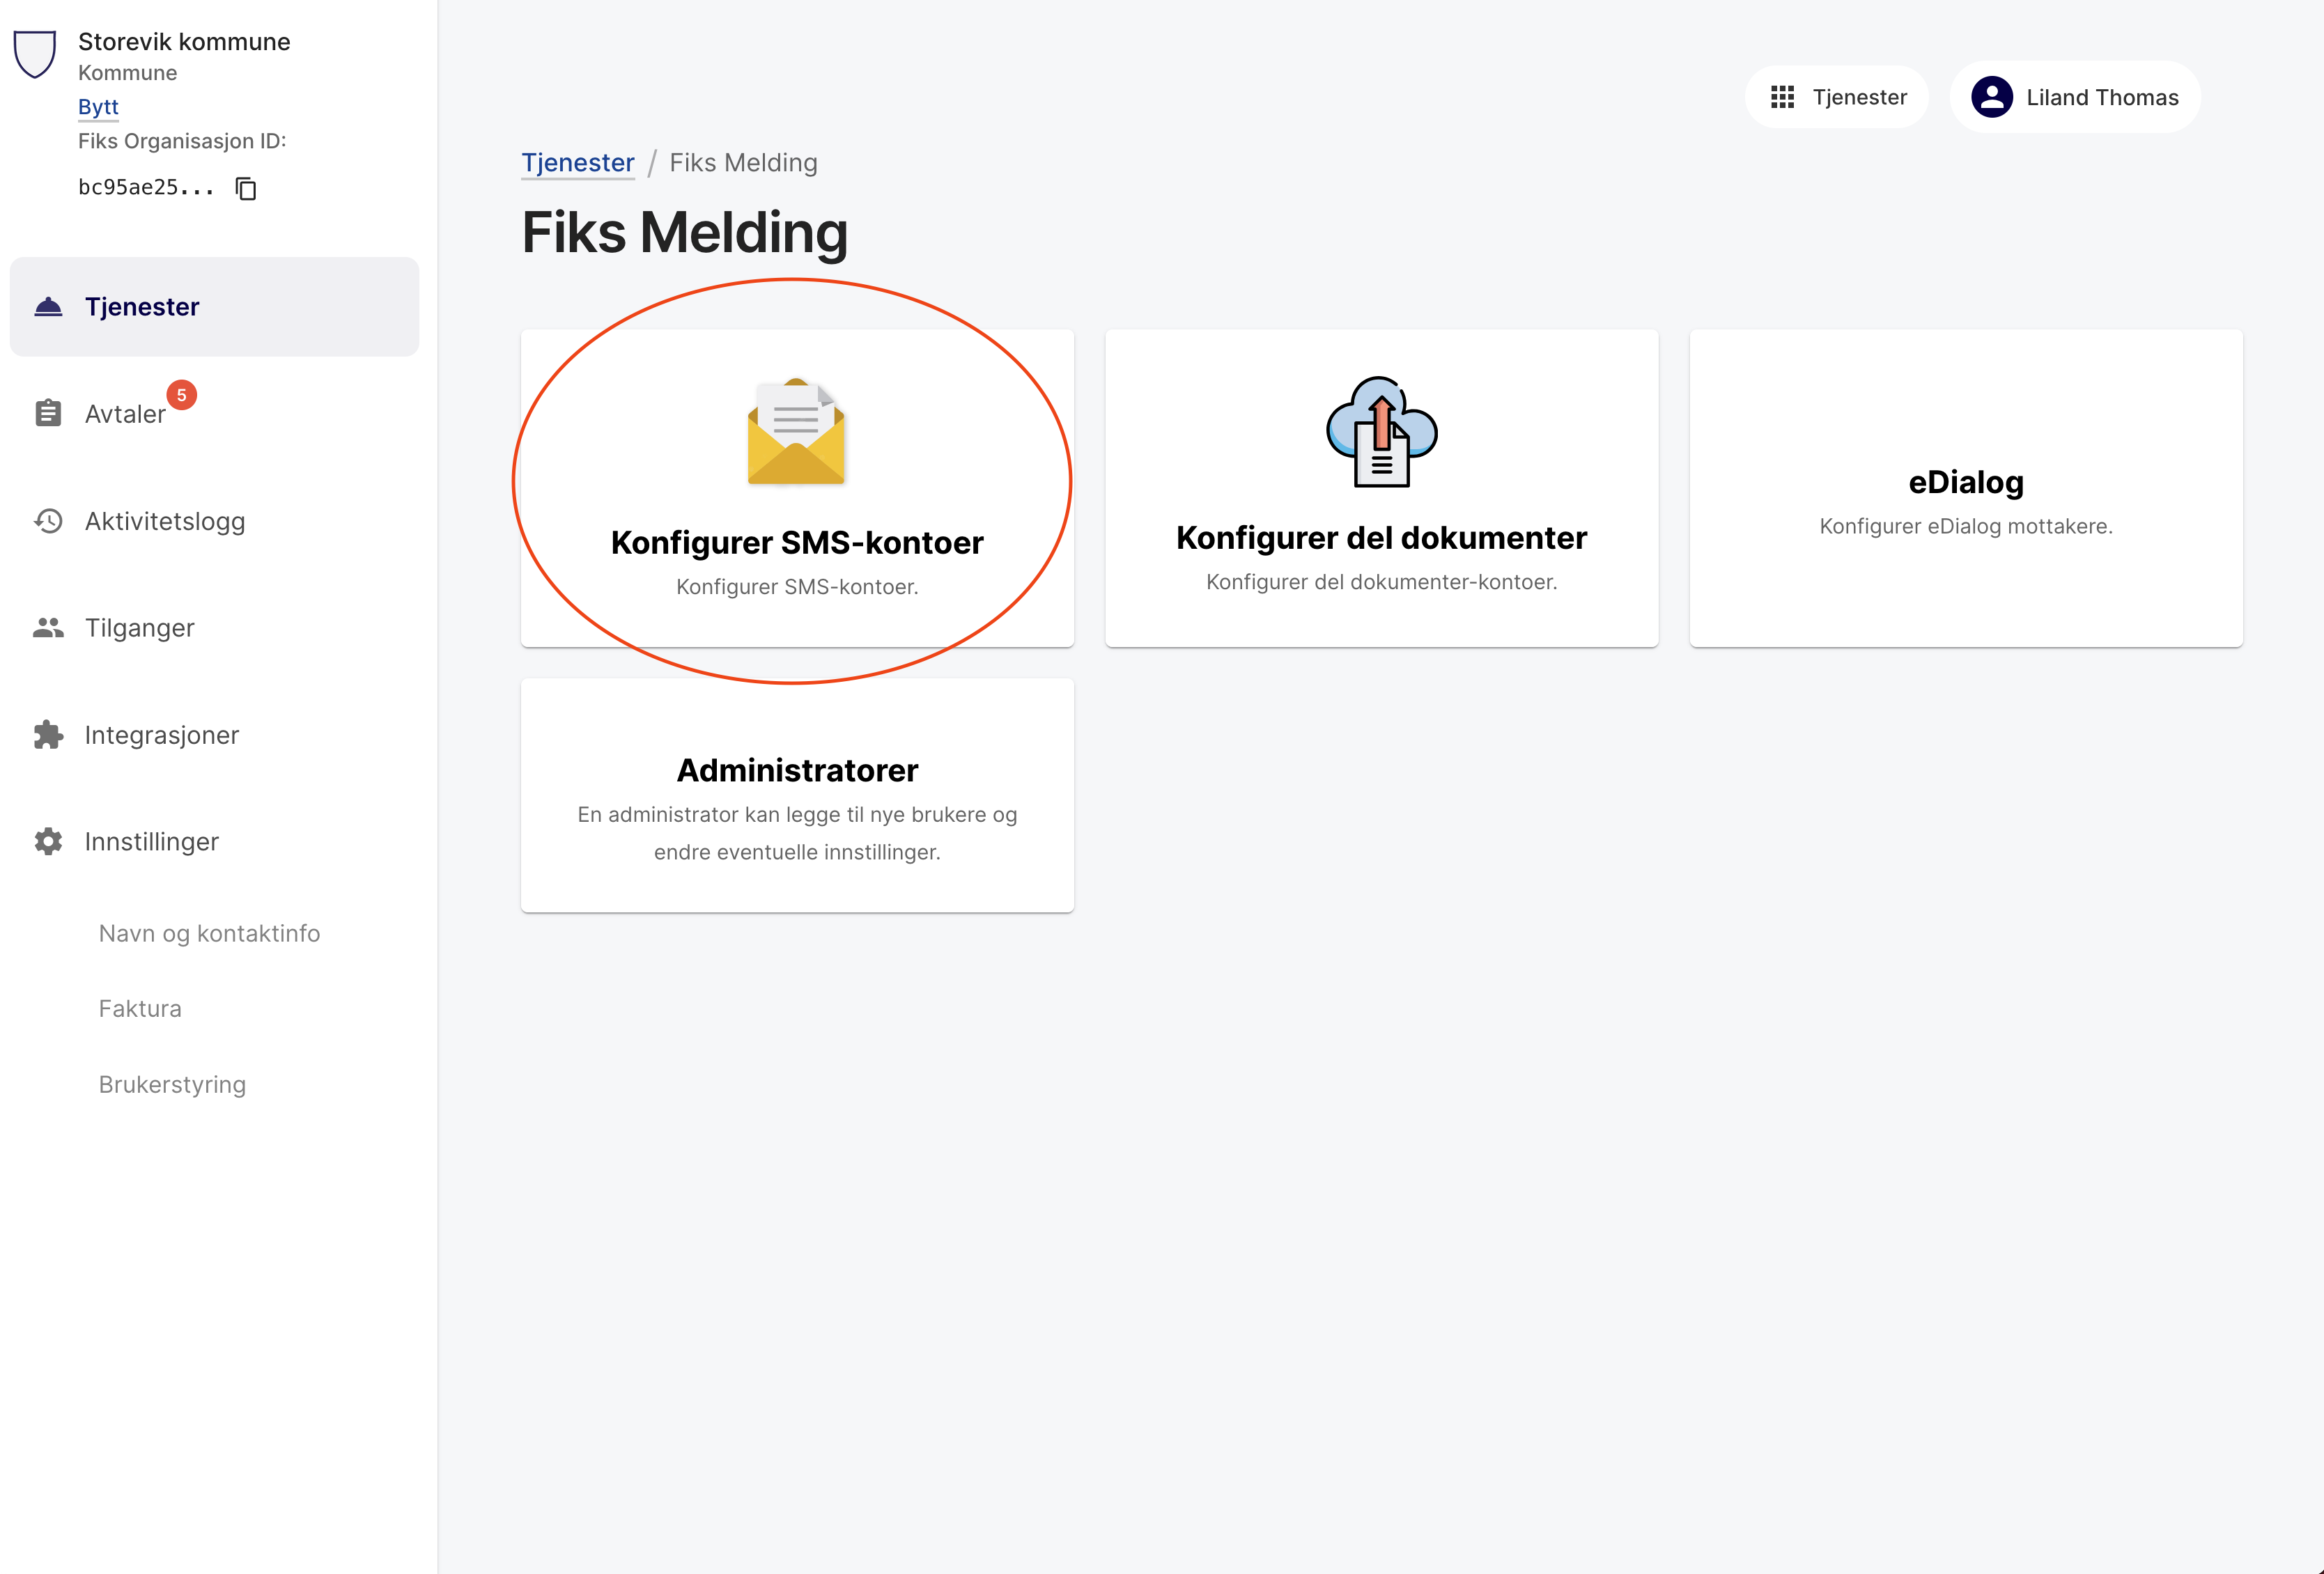 Storevik kommune
Kommune
Bytt
Fiks Organisasjon ID:
bc95ae25...
Tjenester
Avtaler 5
Aktivitetslogg
Tilganger
Integrasjoner
Innstillinger
Navn og kontaktinfo
Faktura
Brukerstyring
Tjenester
Liland Thomas
Tjenester / Fiks Melding
Fiks Melding
Konfigurer SMS-kontoer
Konfigurer SMS-kontoer.
Konfigurer del dokumenter
Konfigurer del dokumenter-kontoer.
eDialog
Konfigurer eDialog mottakere.
Administratorer
En administrator kan legge til nye brukere og
endre eventuelle innstillinger.